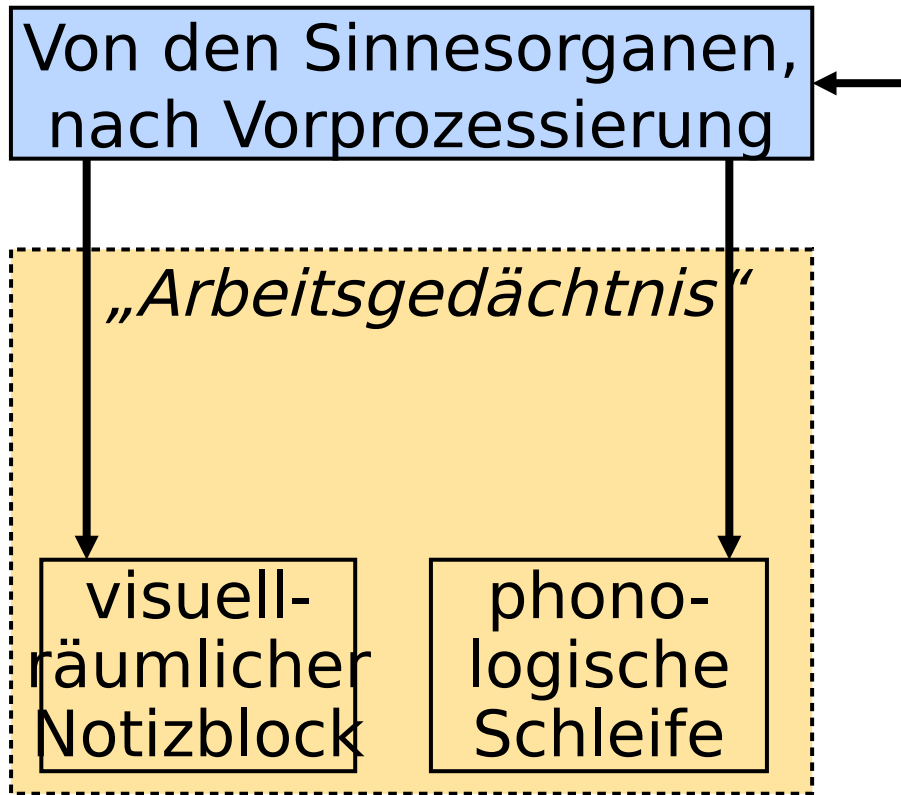 Von den Sinnesorganen,
nach Vorprozessierung
„Arbeitsgedächtnis“
visuell-
räumlicher
Notizblock
phono-
logische
Schleife